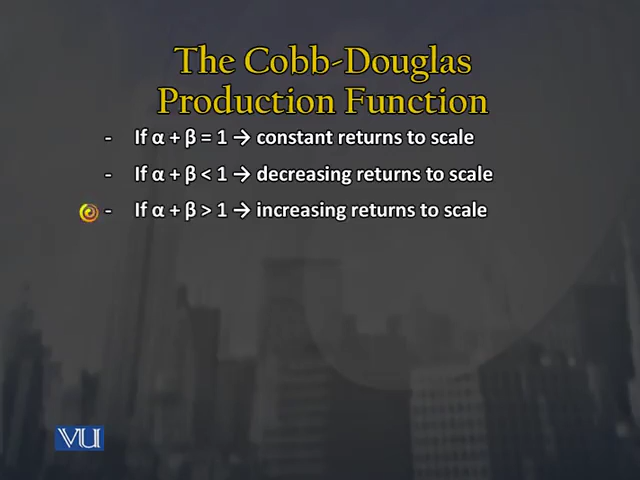 The Cobb-Douglas
Production Function
- If α + β = 1 → constant returns to scale
- If α + β < 1 → decreasing returns to scale
- If α + β > 1 → increasing returns to scale
VU